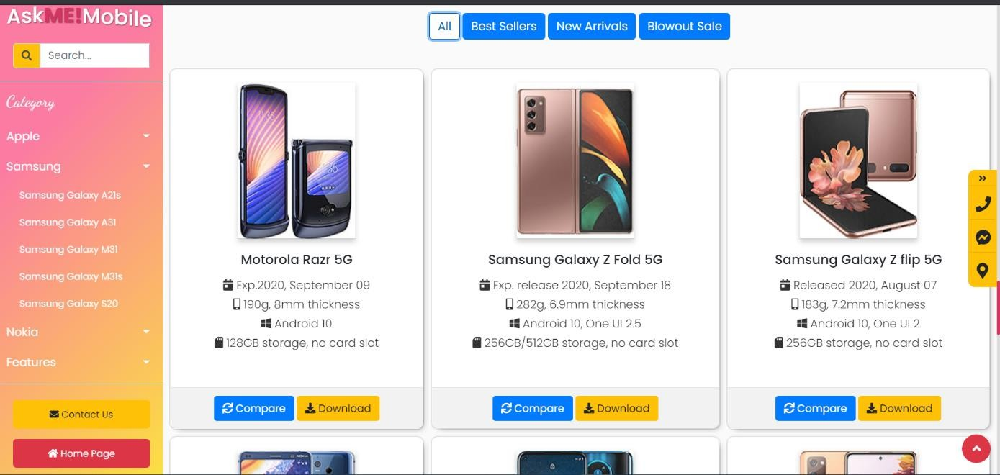 AskME!Mobile
Search...
Category
Apple
Samsung
Samsung Galaxy A21s
Samsung Galaxy A31
Samsung Galaxy M31
Samsung Galaxy M31s
Samsung Galaxy S20
Nokia
Features
Contact Us
Home Page
All Best Sellers New Arrivals Blowout Sale
Motorola Razr 5G
Exp.2020, September 09
190g, 8mm thickness
Android 10
128GB storage, no card slot
Compare Download
Samsung Galaxy Z Fold 5G
Exp. release 2020, September 18
282g, 6.9mm thickness
Android 10, One UI 2.5
256GB/512GB storage, no card slot
Compare Download
Samsung Galaxy Z flip 5G
Released 2020, August 07
183g, 7.2mm thickness
Android 10, One UI 2
256GB storage, no card slot
Compare Download